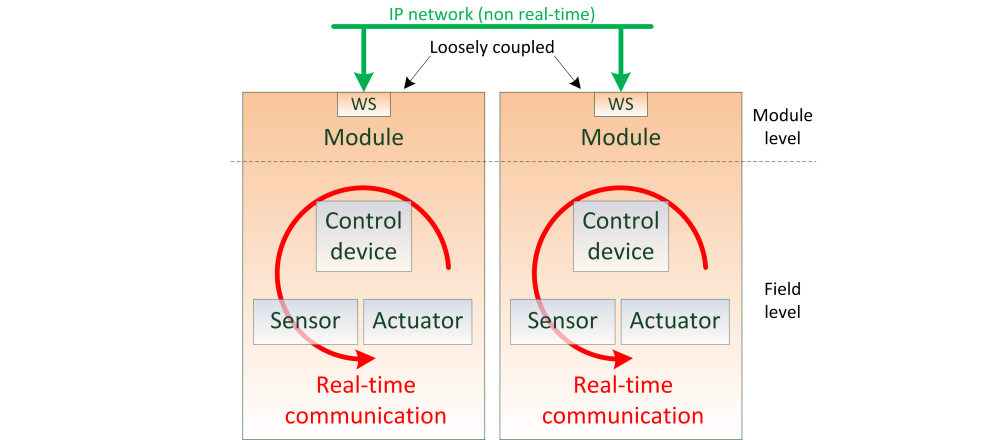 IP network (non real-time)
Loosely coupled
WS
WS
Module
Module
Module
level
Control
device
Control
device
Sensor
Actuator
Sensor
Actuator
Field
level
Real-time
communication
Real-time
communication